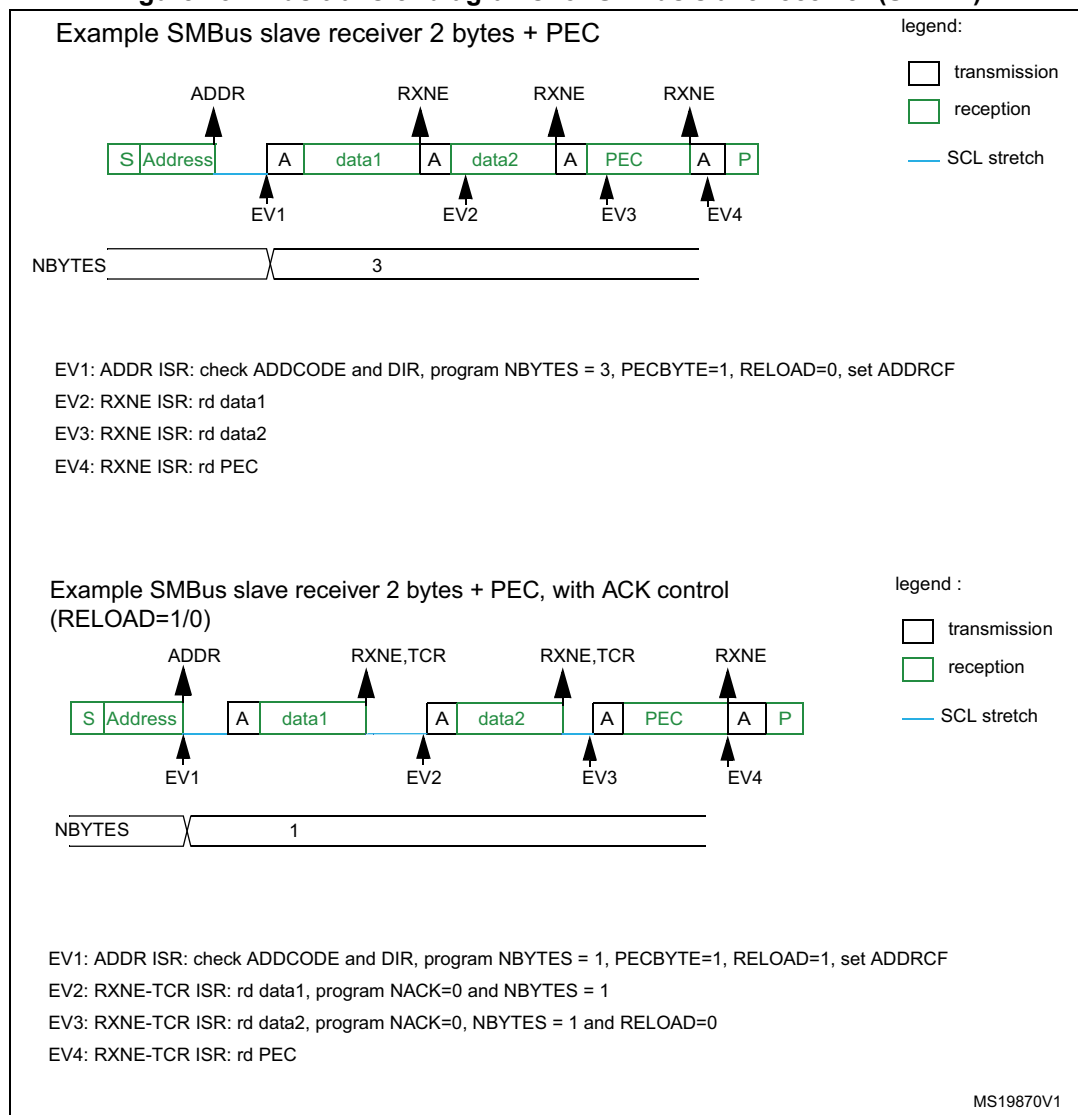 Example SMBus slave receiver 2 bytes + PEC
legend:
transmission
reception
SCL stretch
ADDR RXNE RXNE RXNE
S Address A data1 A data2 A PEC A P
EV1 EV2 EV3 EV4
NBYTES 3
EV1: ADDR ISR: check ADDCODE and DIR, program NBYTES = 3, PECBYTE=1, RELOAD=0, set ADDRCF
EV2: RXNE ISR: rd data1
EV3: RXNE ISR: rd data2
EV4: RXNE ISR: rd PEC
Example SMBus slave receiver 2 bytes + PEC, with ACK control
(RELOAD=1/0)
legend :
transmission
reception
SCL stretch
ADDR RXNE,TCR RXNE,TCR RXNE
S Address A data1 A data2 A PEC A P
EV1 EV2 EV3 EV4
NBYTES 1
EV1: ADDR ISR: check ADDCODE and DIR, program NBYTES = 1, PECBYTE=1, RELOAD=1, set ADDRCF
EV2: RXNE-TCR ISR: rd data1, program NACK=0 and NBYTES = 1
EV3: RXNE-TCR ISR: rd data2, program NACK=0, NBYTES = 1 and RELOAD=0
EV4: RXNE-TCR ISR: rd PEC
MS19870V1